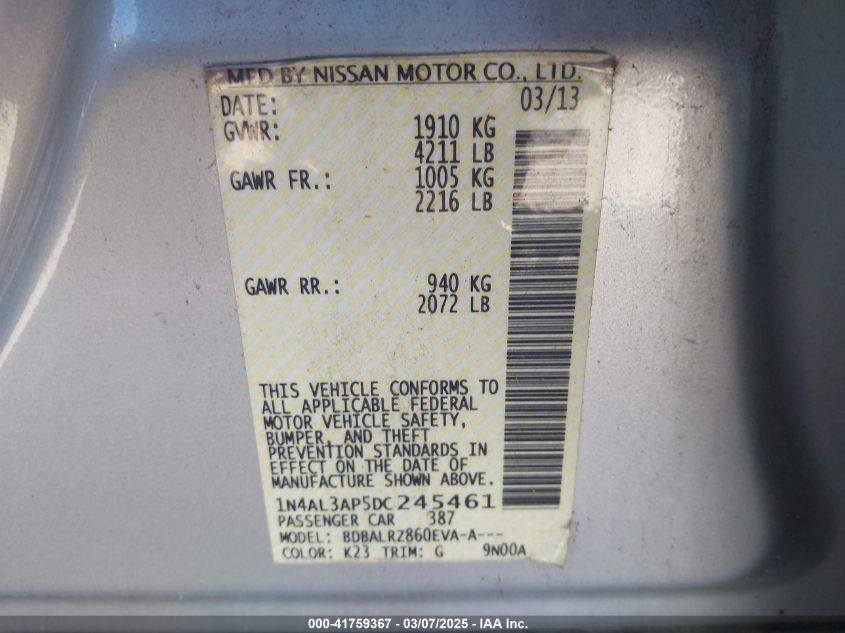 MFD BY NISSAN MOTOR CO., LTD.
DATE: 03/13
GVWR: 1910 KG
4211 LB
GAWR FR.: 1005 KG
2216 LB
GAWR RR.: 940 KG
2072 LB
THIS VEHICLE CONFORMS TO
ALL APPLICABLE FEDERAL
MOTOR VEHICLE SAFETY,
BUMPER, AND THEFT
PREVENTION STANDARDS IN
EFFECT ON THE DATE OF
MANUFACTURE SHOWN ABOVE.
1N4AL3AP5DC245461
PASSENGER CAR 387
MODEL: BDBALRZ860EVA-A---
COLOR: K23 TRIM: G 9N00A
000-41759367 - 03/07/2025 - IAA Inc.